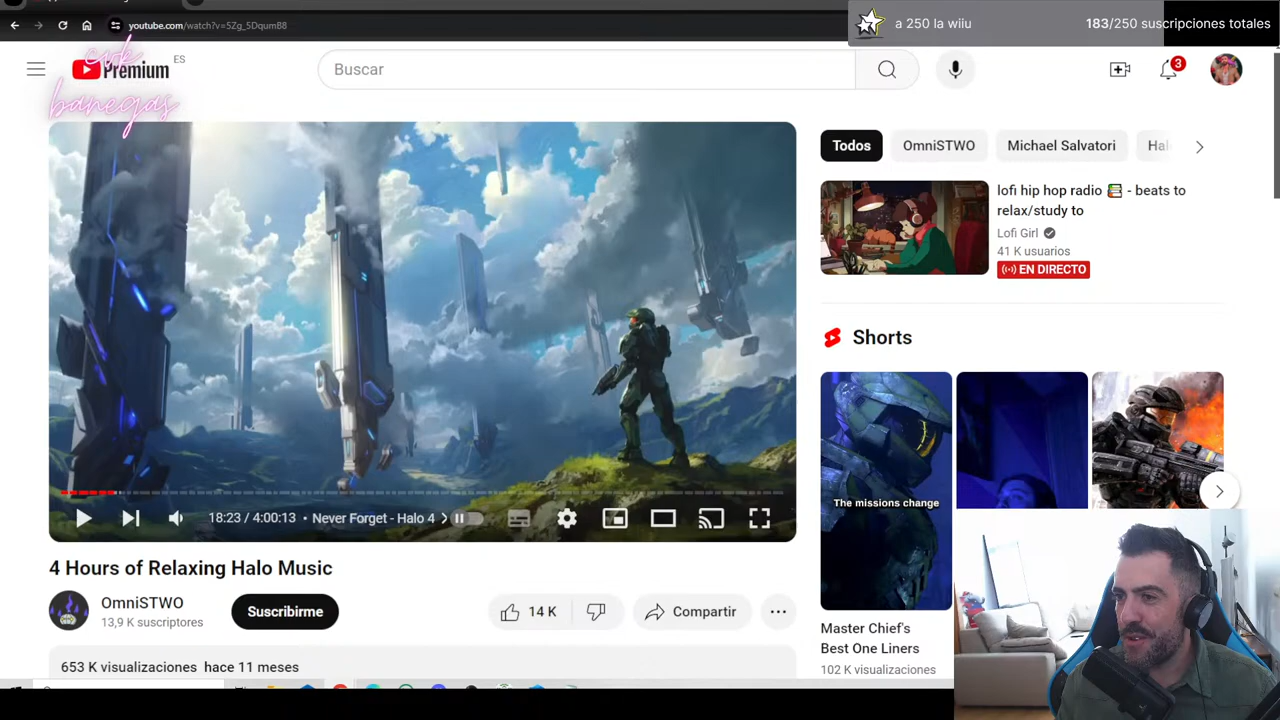 youtube.com/watch?v=5Zg_5DqumB8
a 250 la wiiu
183/250 suscripciones totales
Premium
ES
cvk
banegas
Buscar
3
Todos
OmniSTWO
Michael Salvatori
lofi hip hop radio 📚 - beats to
relax/study to
Lofi Girl
41 K usuarios
EN DIRECTO
Shorts
The missions change
18:23 / 4:00:13 • Never Forget - Halo 4
4 Hours of Relaxing Halo Music
OmniSTWO
13,9 K suscriptores
Suscribirme
14 K
Compartir
653 K visualizaciones hace 11 meses
Master Chief's
Best One Liners
102 K visualizaciones